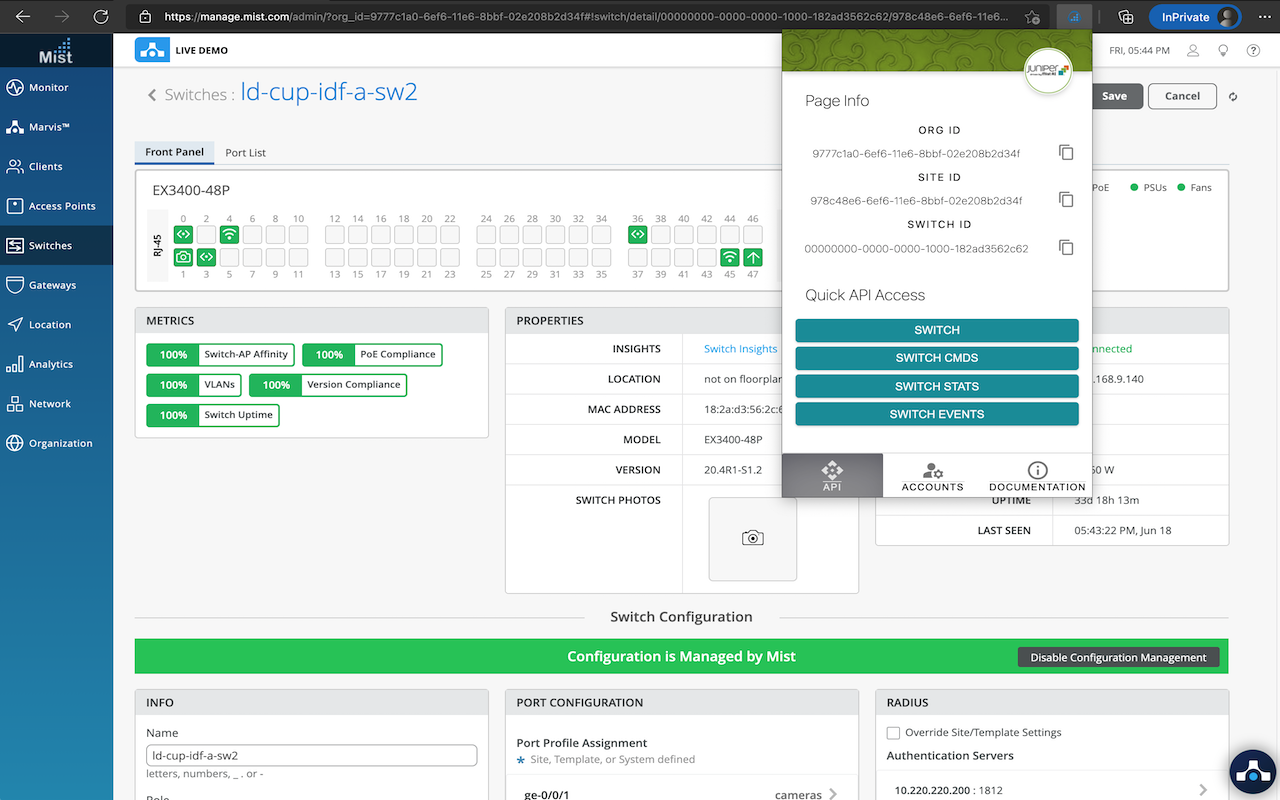 https://manage.mist.com/admin/?org_id=9777c1a0-6ef6-11e6-8bbf-02e208b2d34f#!switch/detail/00000000-0000-0000-1000-182ad3562c62/978c48e6-6ef6-11e6...
InPrivate
Mist
LIVE DEMO
FRI, 05:44 PM
Monitor
Marvis™
Clients
Access Points
Switches
Gateways
Location
Analytics
Network
Organization
Switches : ld-cup-idf-a-sw2
Save
Cancel
Front Panel
Port List
EX3400-48P
PoE
PSUs
Fans
RJ-45
0 2 4 6 8 10 12 14 16 18 20 22 24 26 28 30 32 34 36 38 40 42 44 46
1 3 5 7 9 11 13 15 17 19 21 23 25 27 29 31 33 35 37 39 41 43 45 47
METRICS
100% Switch-AP Affinity
100% PoE Compliance
100% VLANs
100% Version Compliance
100% Switch Uptime
PROPERTIES
INSIGHTS Switch Insights
LOCATION not on floorplan
MAC ADDRESS 18:2a:d3:56:2c:6
MODEL EX3400-48P
VERSION 20.4R1-S1.2
SWITCH PHOTOS
nnected
.168.9.140
60 W
UPTIME 33d 18h 13m
LAST SEEN 05:43:22 PM, Jun 18
JUNIPER
Page Info
ORG ID
9777c1a0-6ef6-11e6-8bbf-02e208b2d34f
SITE ID
978c48e6-6ef6-11e6-8bbf-02e208b2d34f
SWITCH ID
00000000-0000-0000-1000-182ad3562c62
Quick API Access
SWITCH
SWITCH CMDS
SWITCH STATS
SWITCH EVENTS
API
ACCOUNTS
DOCUMENTATION
Switch Configuration
Configuration is Managed by Mist
Disable Configuration Management
INFO
Name
ld-cup-idf-a-sw2
letters, numbers, _ . or -
Role
PORT CONFIGURATION
Port Profile Assignment
* Site, Template, or System defined
ge-0/0/1 cameras
RADIUS
Override Site/Template Settings
Authentication Servers
10.220.220.200 : 1812